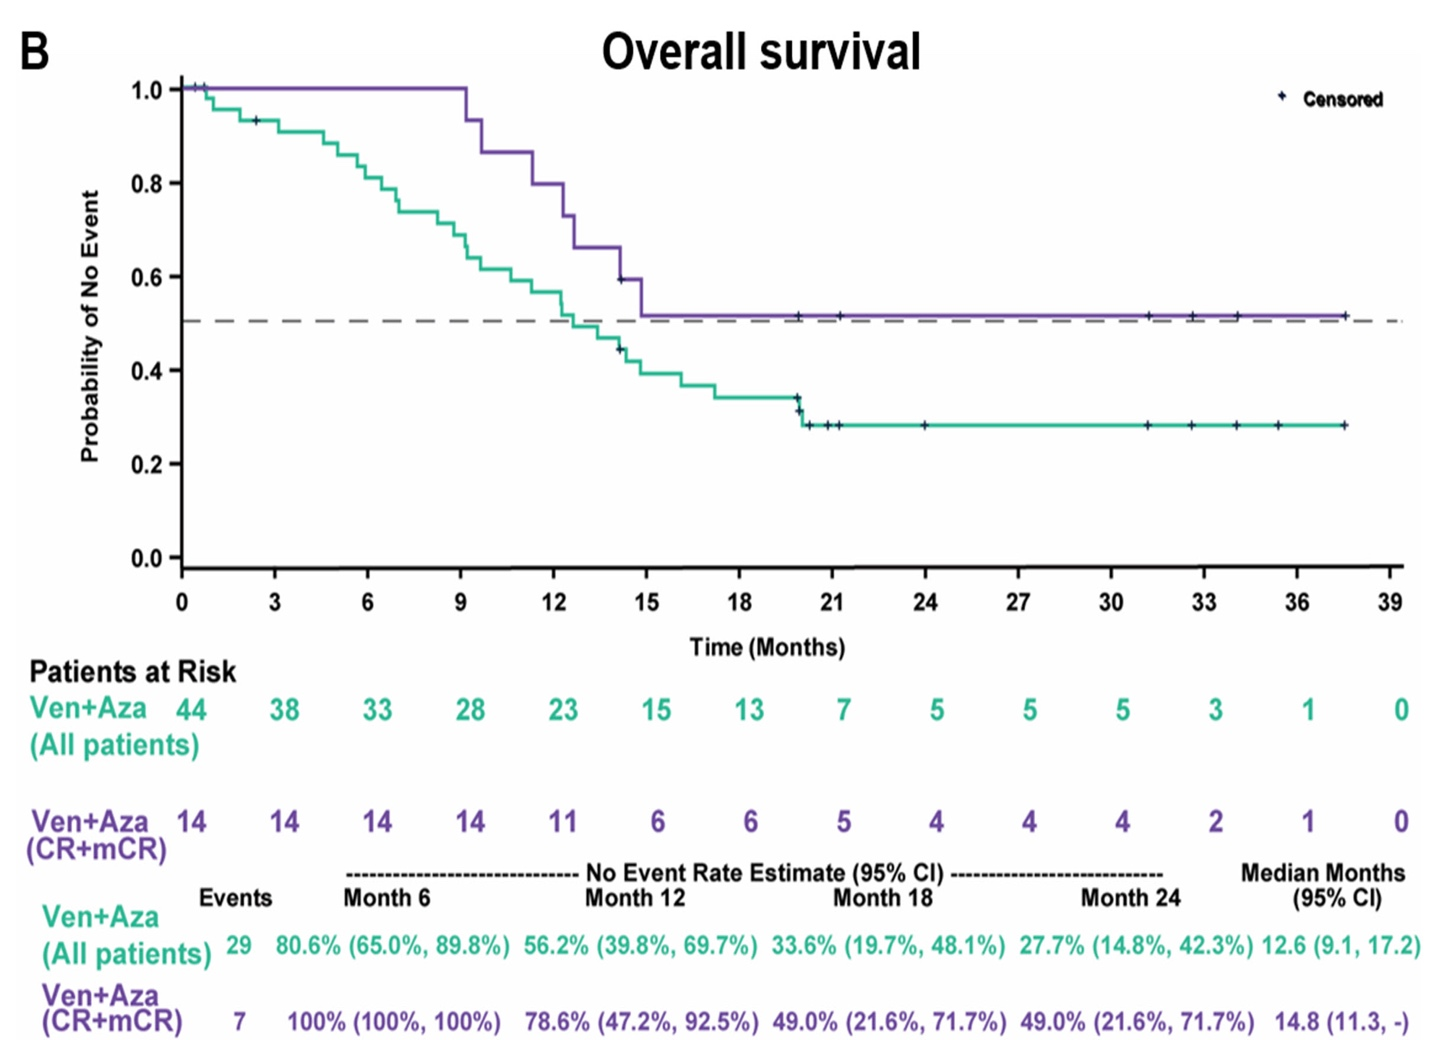 B
Overall survival
Censored
Probability of No Event
1.0
0.8
0.6
0.4
0.2
0.0
0 3 6 9 12 15 18 21 24 27 30 33 36 39
Time (Months)
Patients at Risk
Ven+Aza 44 38 33 28 23 15 13 7 5 5 5 3 1 0
(All patients)
Ven+Aza 14 14 14 14 11 6 6 5 4 4 4 2 1 0
(CR+mCR)
---------------------------- No Event Rate Estimate (95% CI) -------------------------- Median Months
Events Month 6 Month 12 Month 18 Month 24 (95% CI)
Ven+Aza
(All patients) 29 80.6% (65.0%, 89.8%) 56.2% (39.8%, 69.7%) 33.6% (19.7%, 48.1%) 27.7% (14.8%, 42.3%) 12.6 (9.1, 17.2)
Ven+Aza
(CR+mCR) 7 100% (100%, 100%) 78.6% (47.2%, 92.5%) 49.0% (21.6%, 71.7%) 49.0% (21.6%, 71.7%) 14.8 (11.3, -)